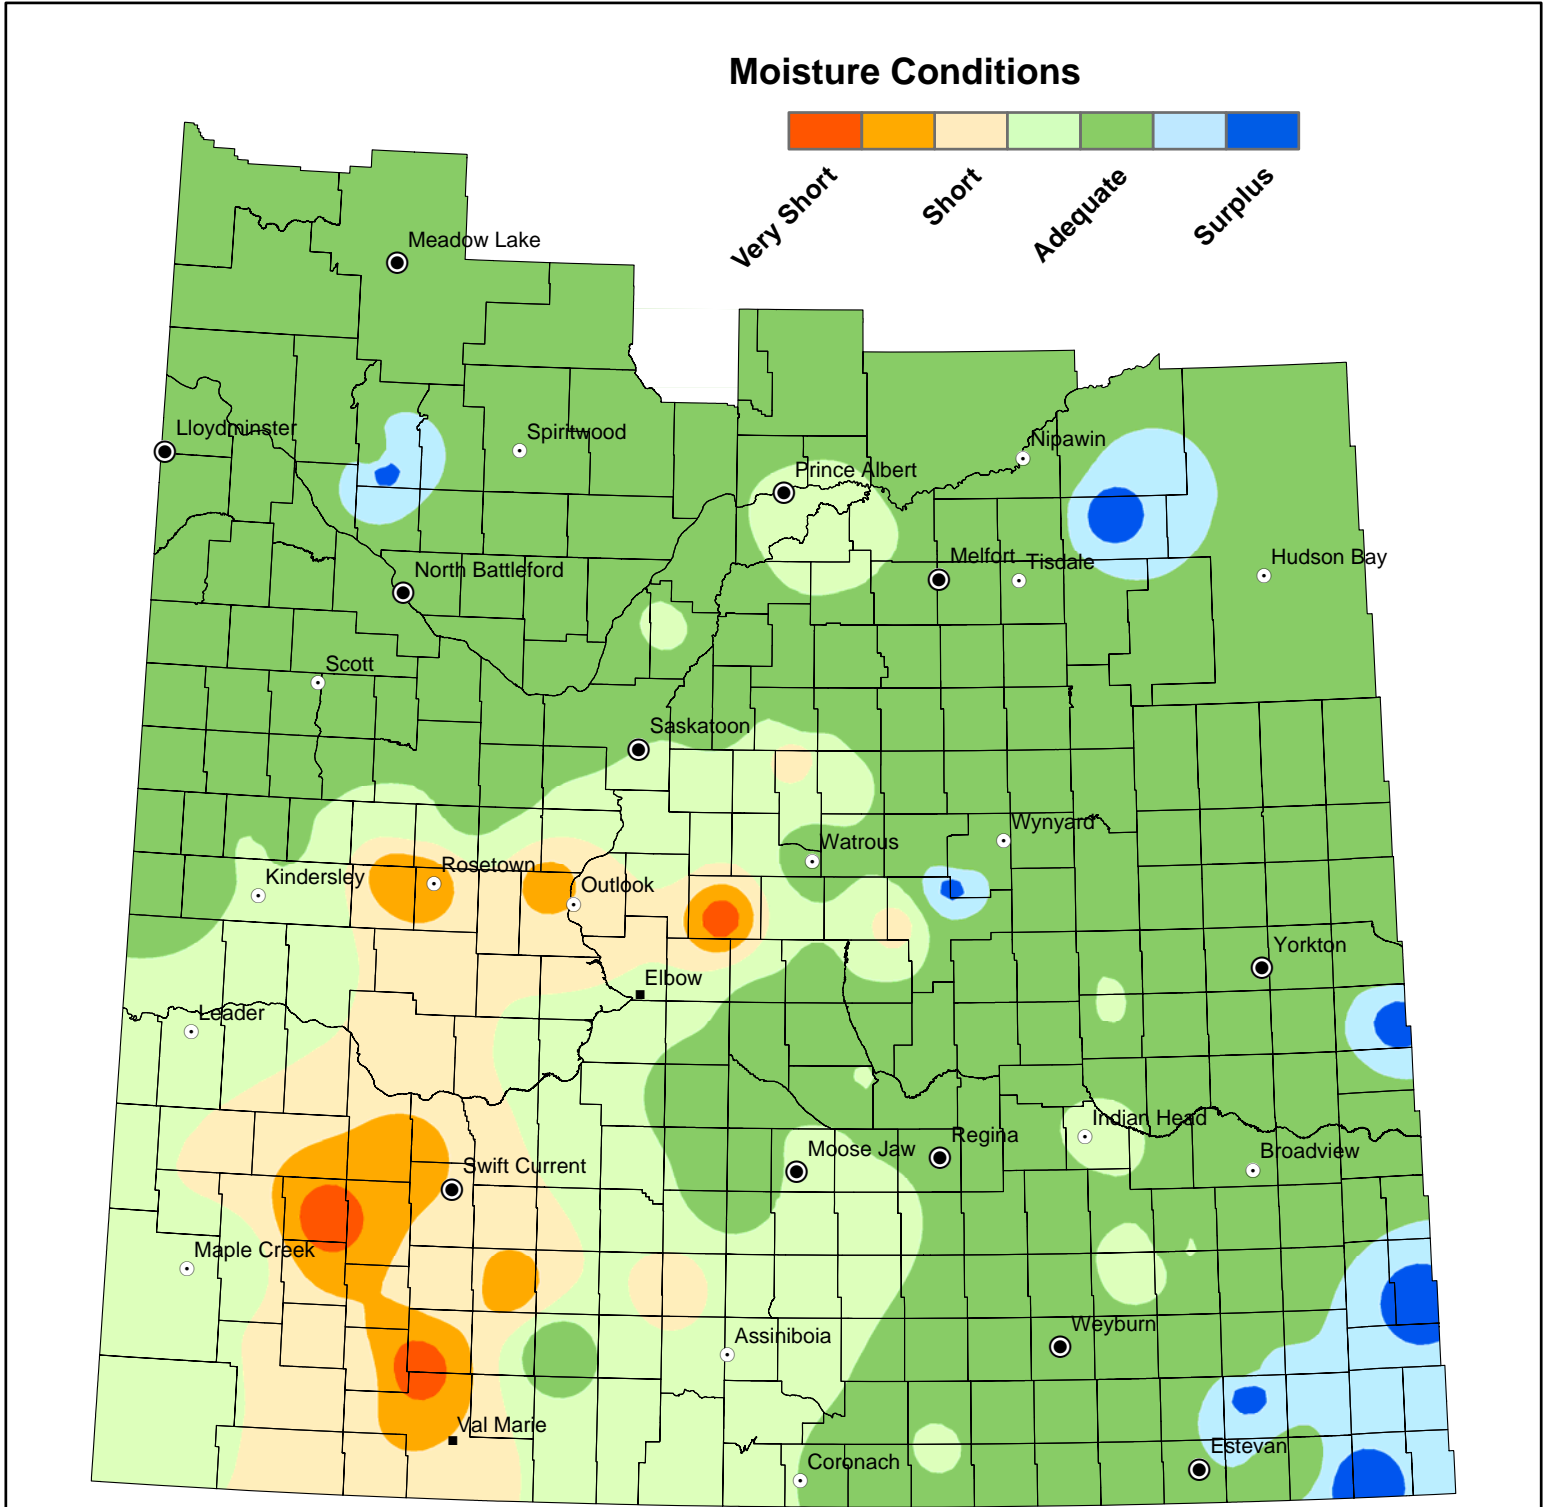 Moisture Conditions
Very Short
Short
Adequate
Surplus
Meadow Lake
Lloydminster
Spiritwood
Nipawin
Prince Albert
Melfort
Tisdale
Hudson Bay
North Battleford
Scott
Saskatoon
Watrous
Wynyard
Rosetown
Kindersley
Outlook
Yorkton
Elbow
Leader
Indian Head
Regina
Moose Jaw
Broadview
Swift Current
Maple Creek
Weyburn
Assiniboia
Val Marie
Estevan
Coronach